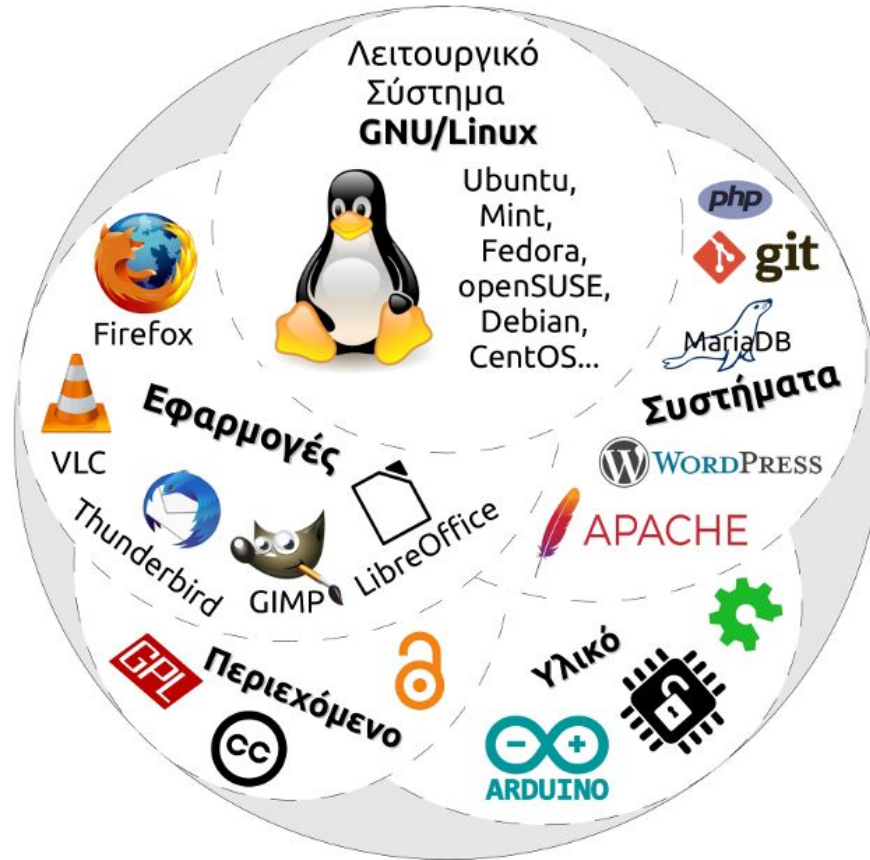 Λειτουργικό
Σύστημα
GNU/Linux
Ubuntu,
Mint,
Fedora,
openSUSE,
Debian,
CentOS...
Firefox
VLC
Εφαρμογές
Thunderbird
GIMP
LibreOffice
php
git
MariaDB
Συστήματα
WORDPRESS
APACHE
GPL
Περιεχόμενο
cc
Υλικό
ARDUINO